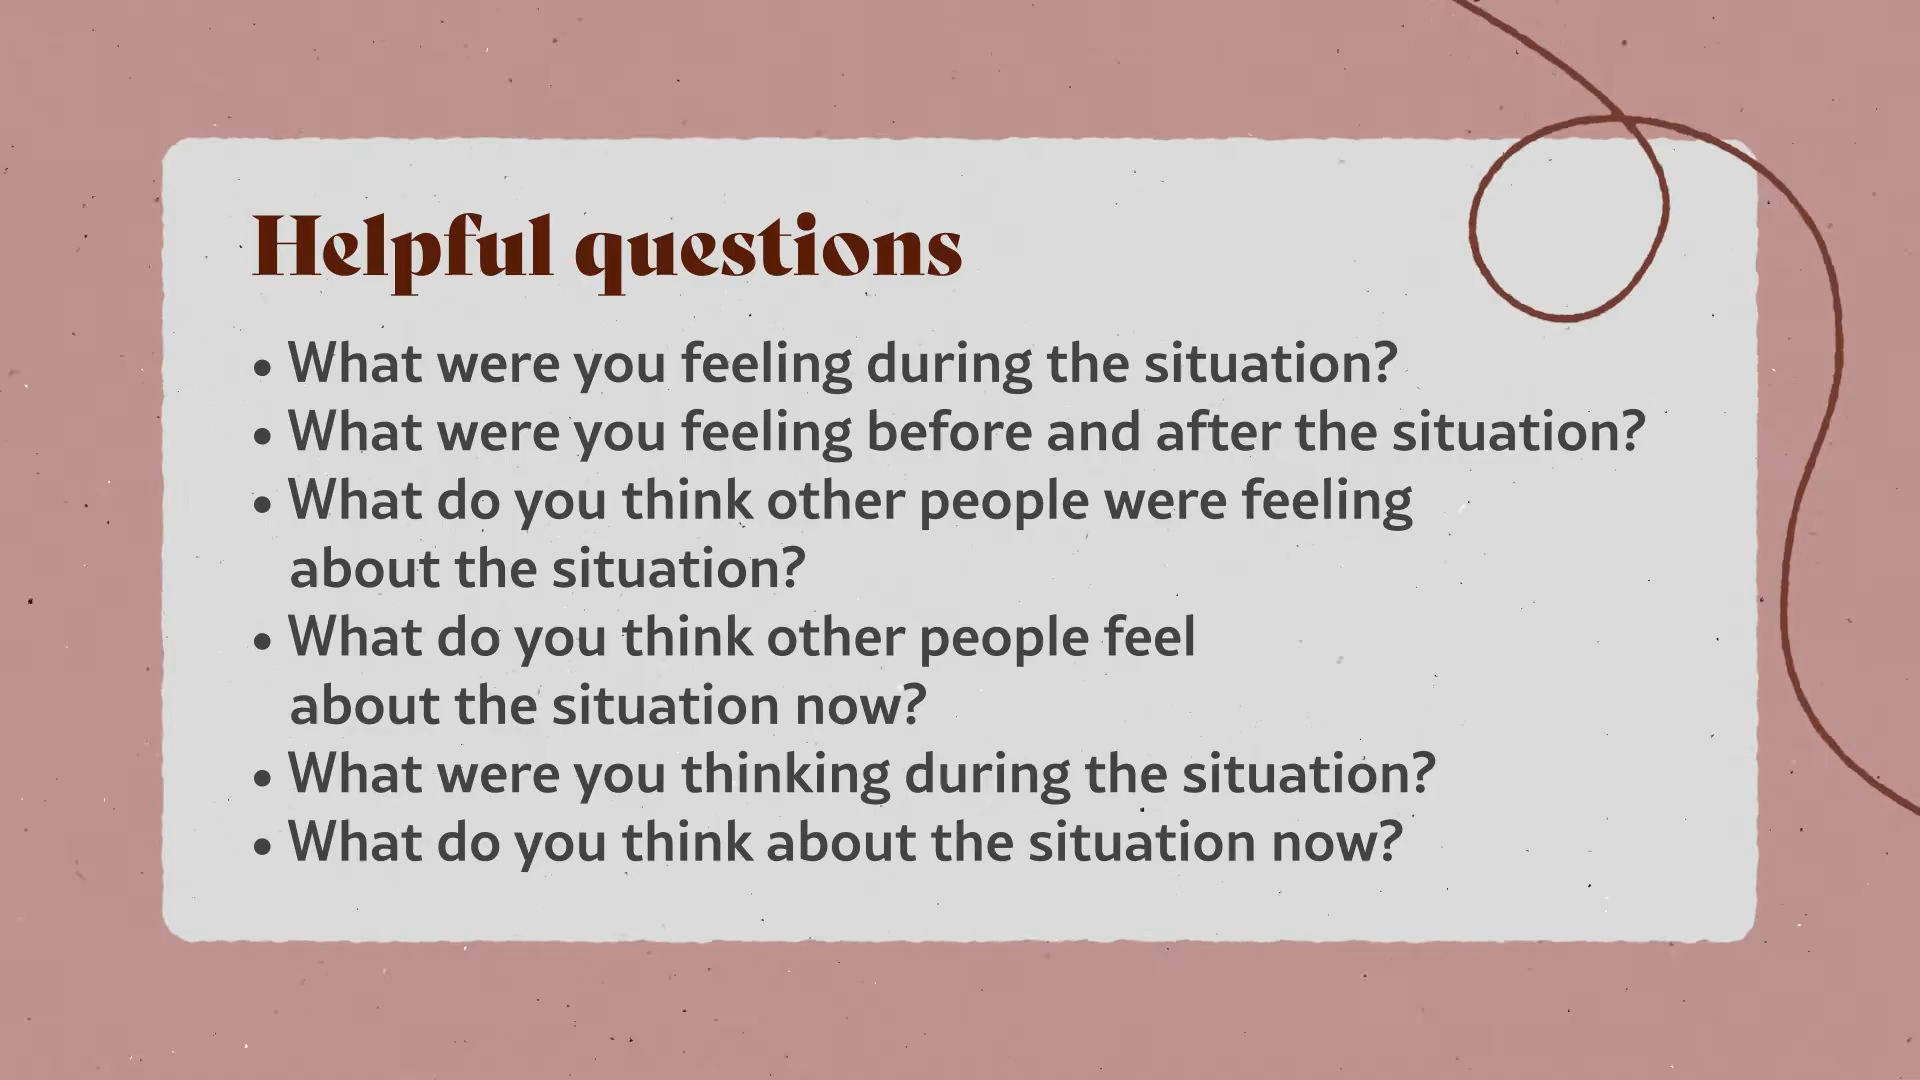 Helpful questions
• What were you feeling during the situation?
• What were you feeling before and after the situation?
• What do you think other people were feeling
about the situation?
• What do you think other people feel
about the situation now?
• What were you thinking during the situation?
• What do you think about the situation now?